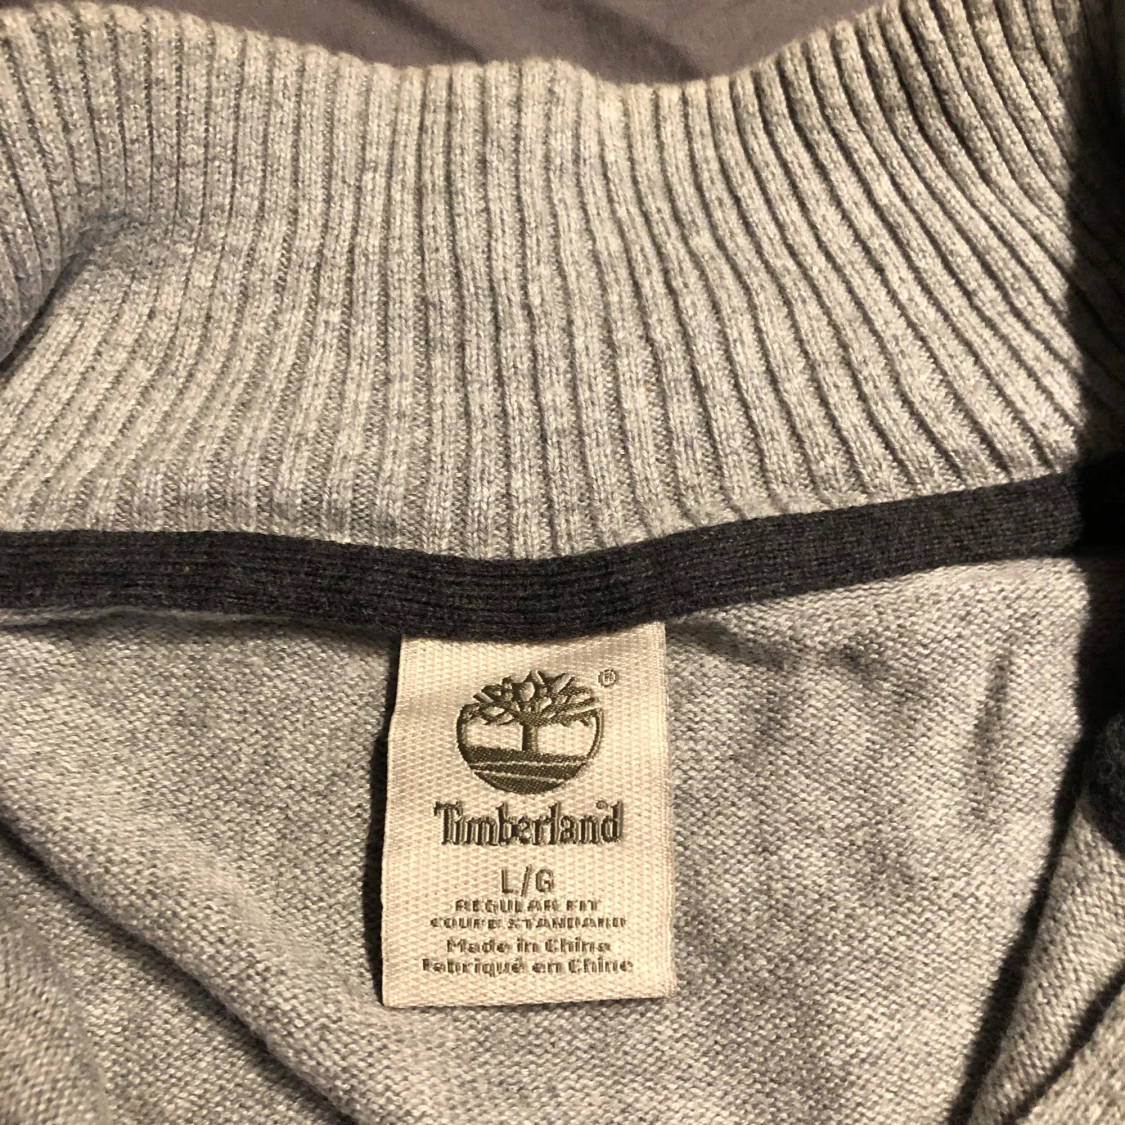 ®
Timberland
L/G
REGULAR FIT
COUPE STANDARD
Made in China
Fabriqué en Chine